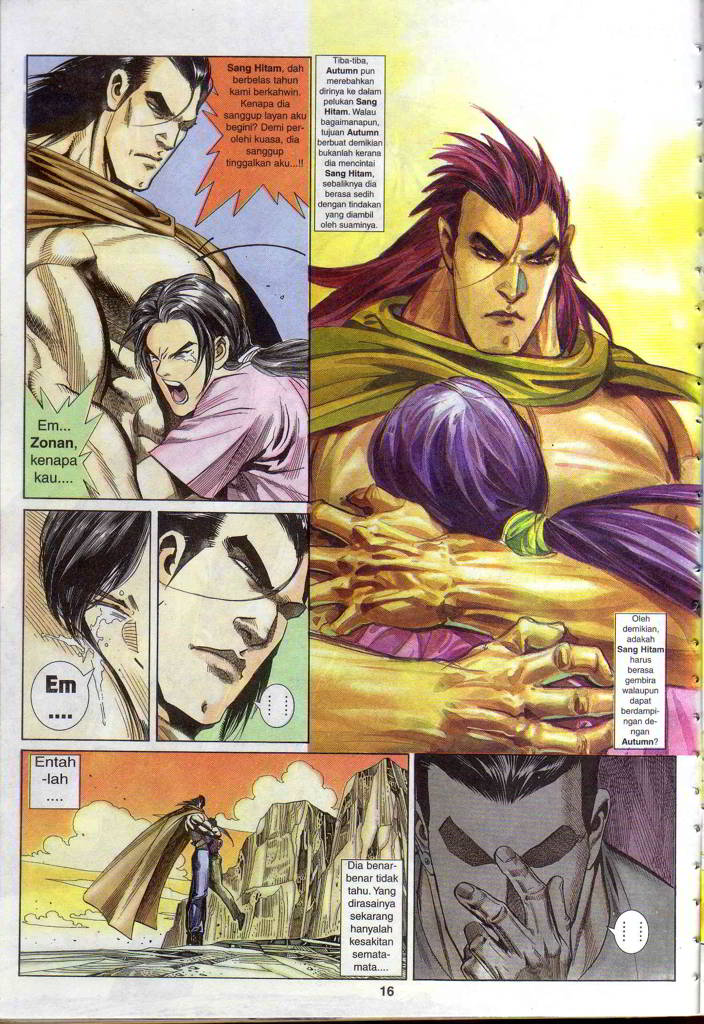 Sang Hitam, dah
berbelas tahun
kami berkahwin.
Kenapa dia
sanggup layan aku
begini? Demi per-
olehi kuasa, dia
sanggup
tinggalkan aku...!!
Em...
Zonan,
kenapa
kau....
Tiba-tiba,
Autumn pun
merebahkan
dirinya ke dalam
pelukan Sang
Hitam. Walau
bagaimanapun,
tujuan Autumn
berbuat demikian
bukanlah kerana
dia mencintai
Sang Hitam,
sebaliknya dia
berasa sedih
dengan tindakan
yang diambil
oleh suaminya.
Oleh
demikian,
adakah
Sang Hitam
harus
berasa
gembira
walaupun
dapat
berdampi-
ngan de-
ngan
Autumn?
Em
....
......
Entah
-lah
....
Dia benar-
benar tidak
tahu. Yang
dirasainya
sekarang
hanyalah
kesakitan
semata-
mata....
......
16